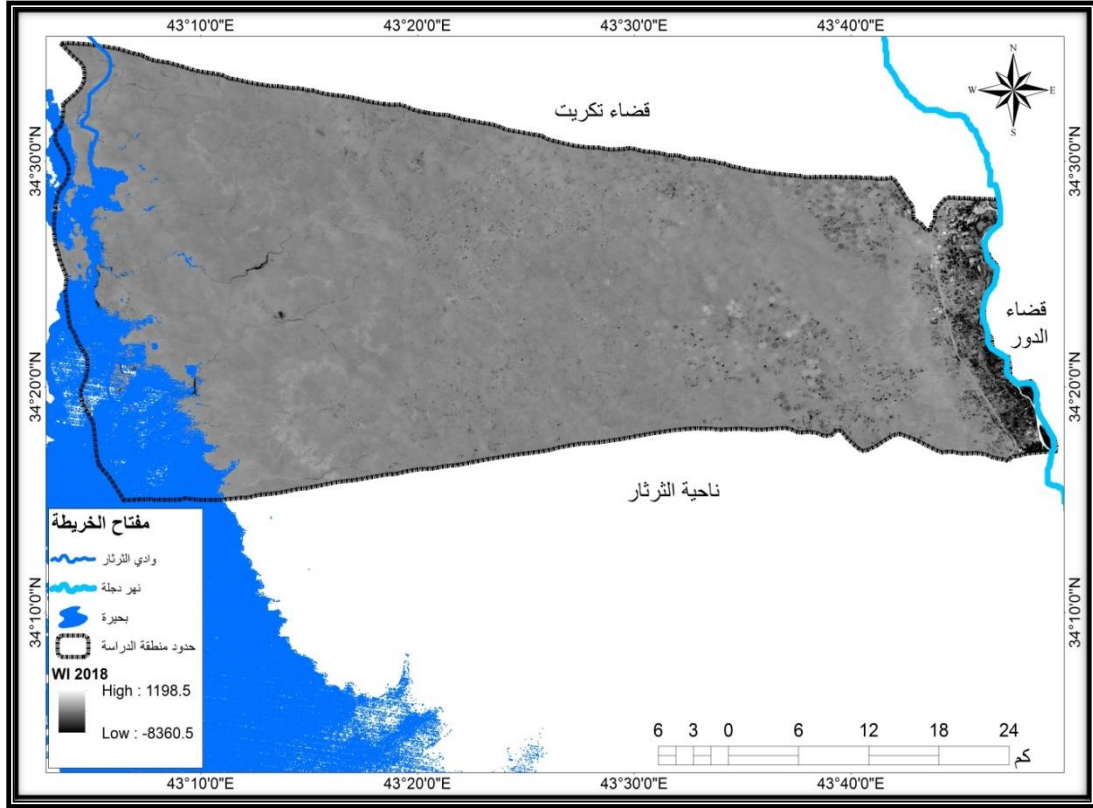 43°10'0"E
43°20'0"E
43°30'0"E
43°40'0"E
N
W
E
S
قضاء تكريت
34°30'0"N
34°30'0"N
قضاء
الدور
34°20'0"N
34°20'0"N
ناحية الثرثار
مفتاح الخريطة
وادي الثرثار
نهر دجلة
بحيرة
حدود منطقة الدراسة
WI 2018
High : 1198.5
Low : -8360.5
34°10'0"N
34°10'0"N
6 3 0 6 12 18 24
كم
43°10'0"E
43°20'0"E
43°30'0"E
43°40'0"E